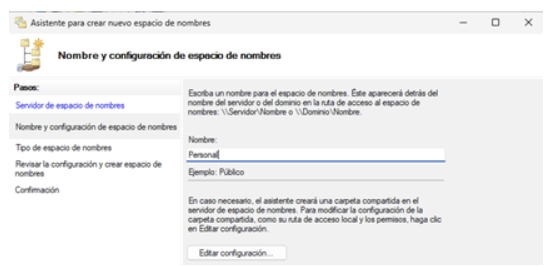 Asistente para crear nuevo espacio de nombres
Nombre y configuración de espacio de nombres
Pasos:
Servidor de espacio de nombres
Nombre y configuración de espacio de nombres
Tipo de espacio de nombres
Revisar la configuración y crear espacio de
nombres
Confirmación
Escriba un nombre para el espacio de nombres. Éste aparecerá detrás del
nombre del servidor o del dominio en la ruta de acceso al espacio de
nombres: \\Servidor\Nombre o \\Dominio\Nombre.
Nombre:
Personal
Ejemplo: Público
En caso necesario, el asistente creará una carpeta compartida en el
servidor de espacio de nombres. Para modificar la configuración de la
carpeta compartida, como su ruta de acceso local y los permisos, haga clic
en Editar configuración.
Editar configuración...